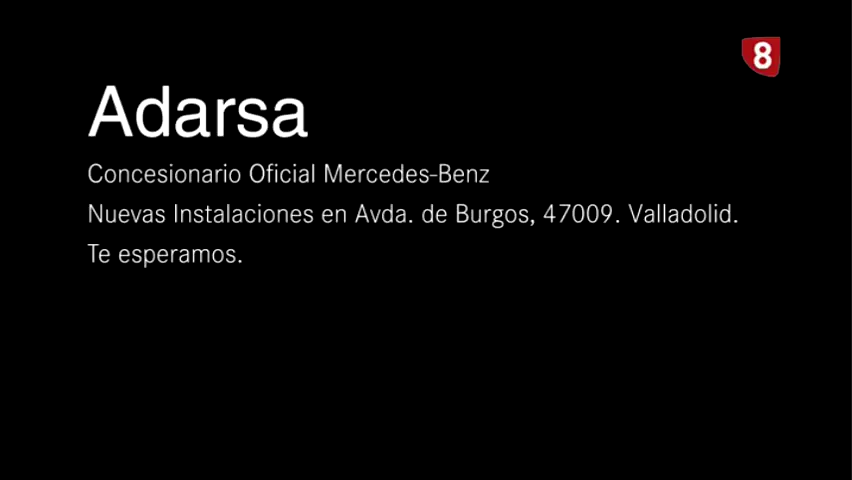 8
Adarsa
Concesionario Oficial Mercedes-Benz
Nuevas Instalaciones en Avda. de Burgos, 47009. Valladolid.
Te esperamos.